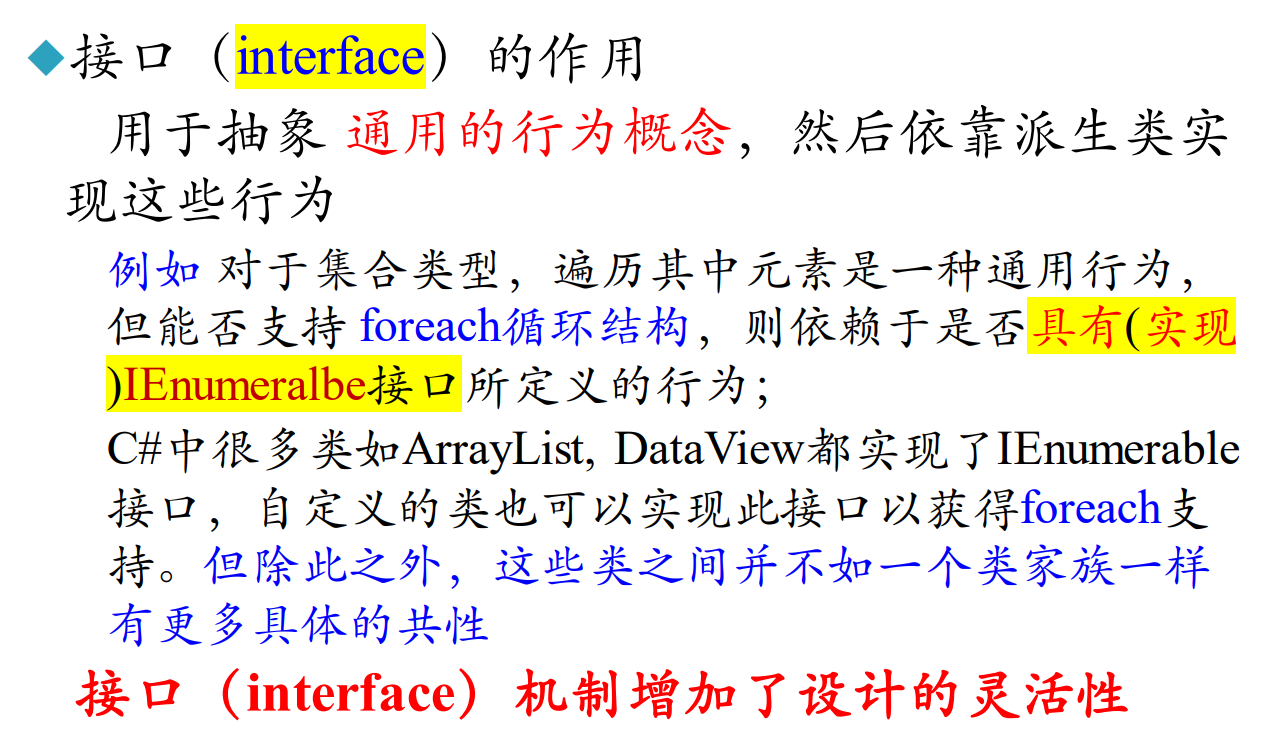 ◆接口（interface）的作用
用于抽象 通用的行为概念，然后依靠派生类实
现这些行为
例如 对于集合类型，遍历其中元素是一种通用行为，
但能否支持 foreach循环结构，则依赖于是否具有(实现
)IEnumeralbe接口所定义的行为；
C#中很多类如ArrayList, DataView都实现了IEnumerable
接口，自定义的类也可以实现此接口以获得foreach支
持。但除此之外，这些类之间并不如一个类家族一样
有更多具体的共性
接口（interface）机制增加了设计的灵活性